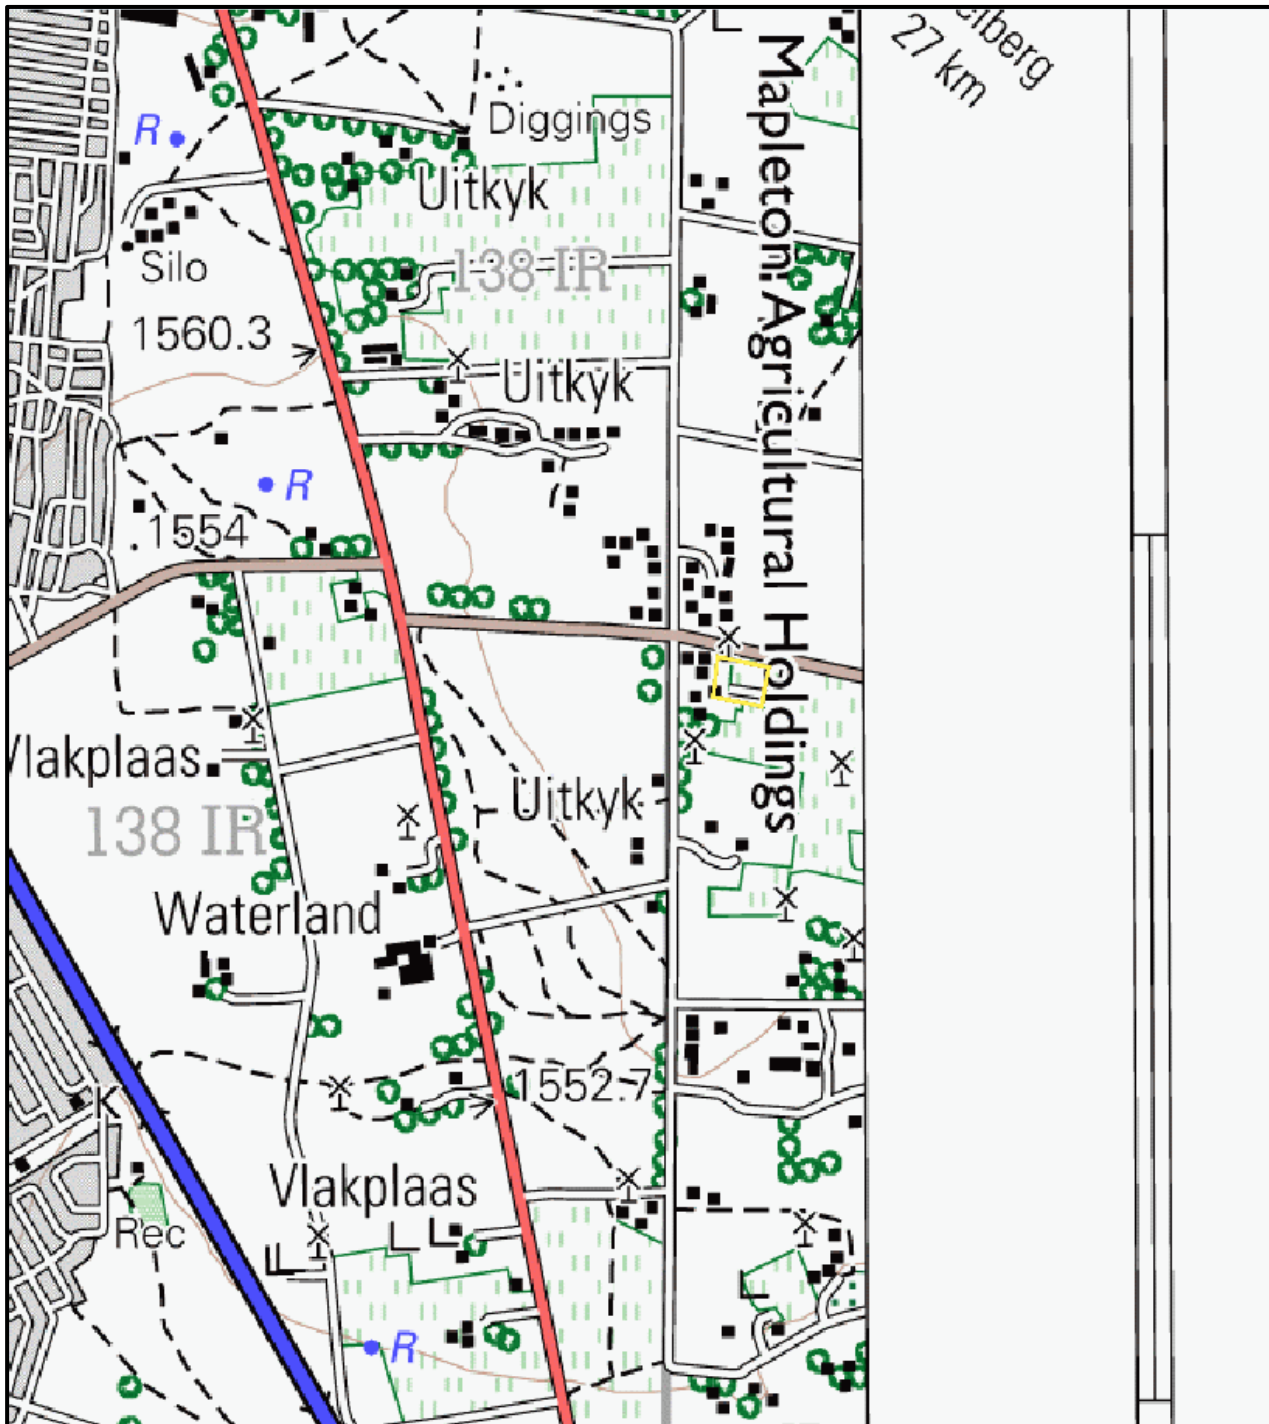 27 km
Mapleton Agricultural Holdings
Diggings
R
Uitkyk
138 IR
Silo
1560.3
Uitkyk
R
1554
Vlakplaas
Uitkyk
138 IR
Waterland
1552.7
Vlakplaas
Rec
R